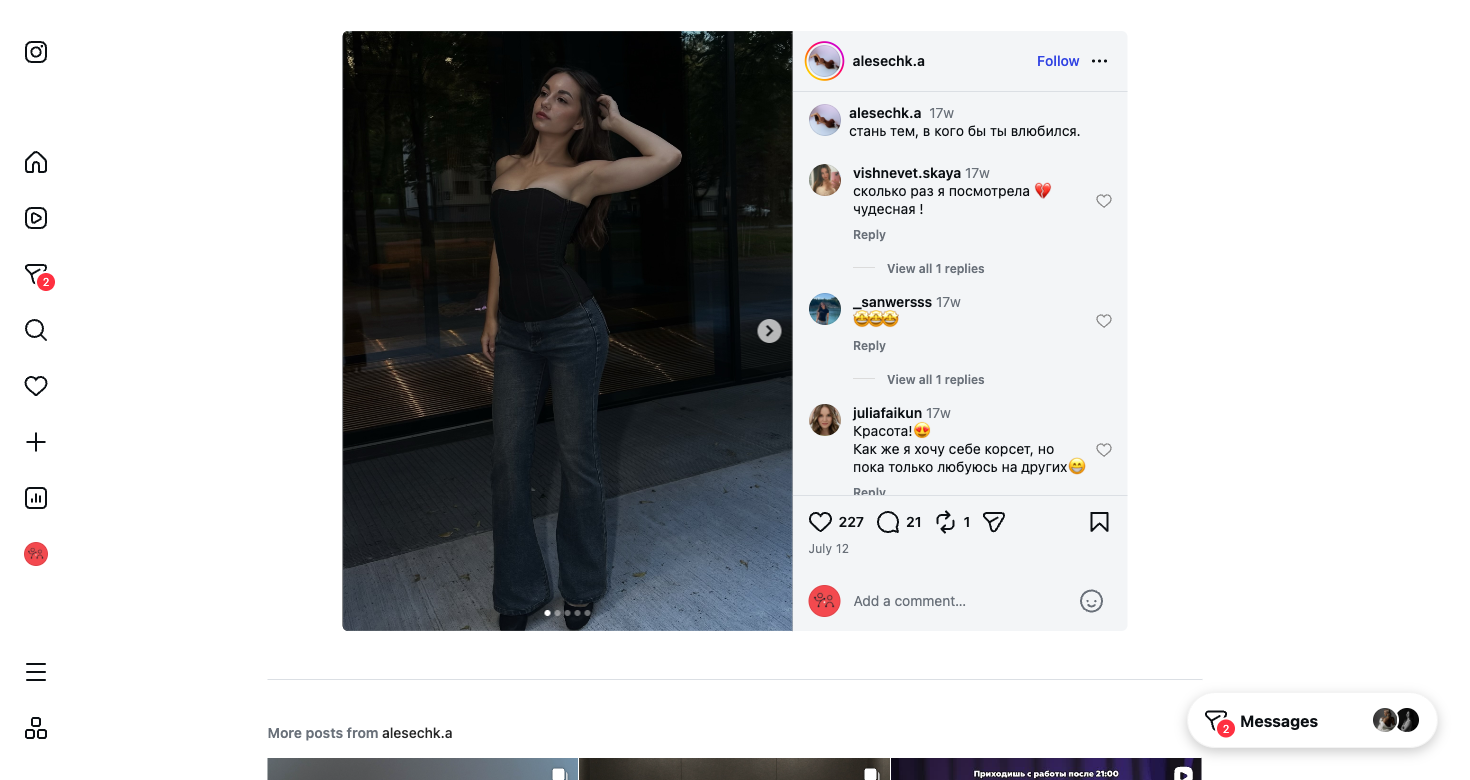 alesechk.a
Follow
alesechk.a 17w
стань тем, в кого бы ты влюбился.
vishnevet.skaya 17w
сколько раз я посмотрела 💔
чудесная !
Reply
View all 1 replies
_sanwersss 17w
🤩🤩🤩
Reply
View all 1 replies
juliafaikun 17w
Красота!😍
Как же я хочу себе корсет, но
пока только любуюсь на других😁
Reply
227 21 1
July 12
Add a comment...
2
More posts from alesechk.a
Приходишь с работы после 21:00
2
Messages